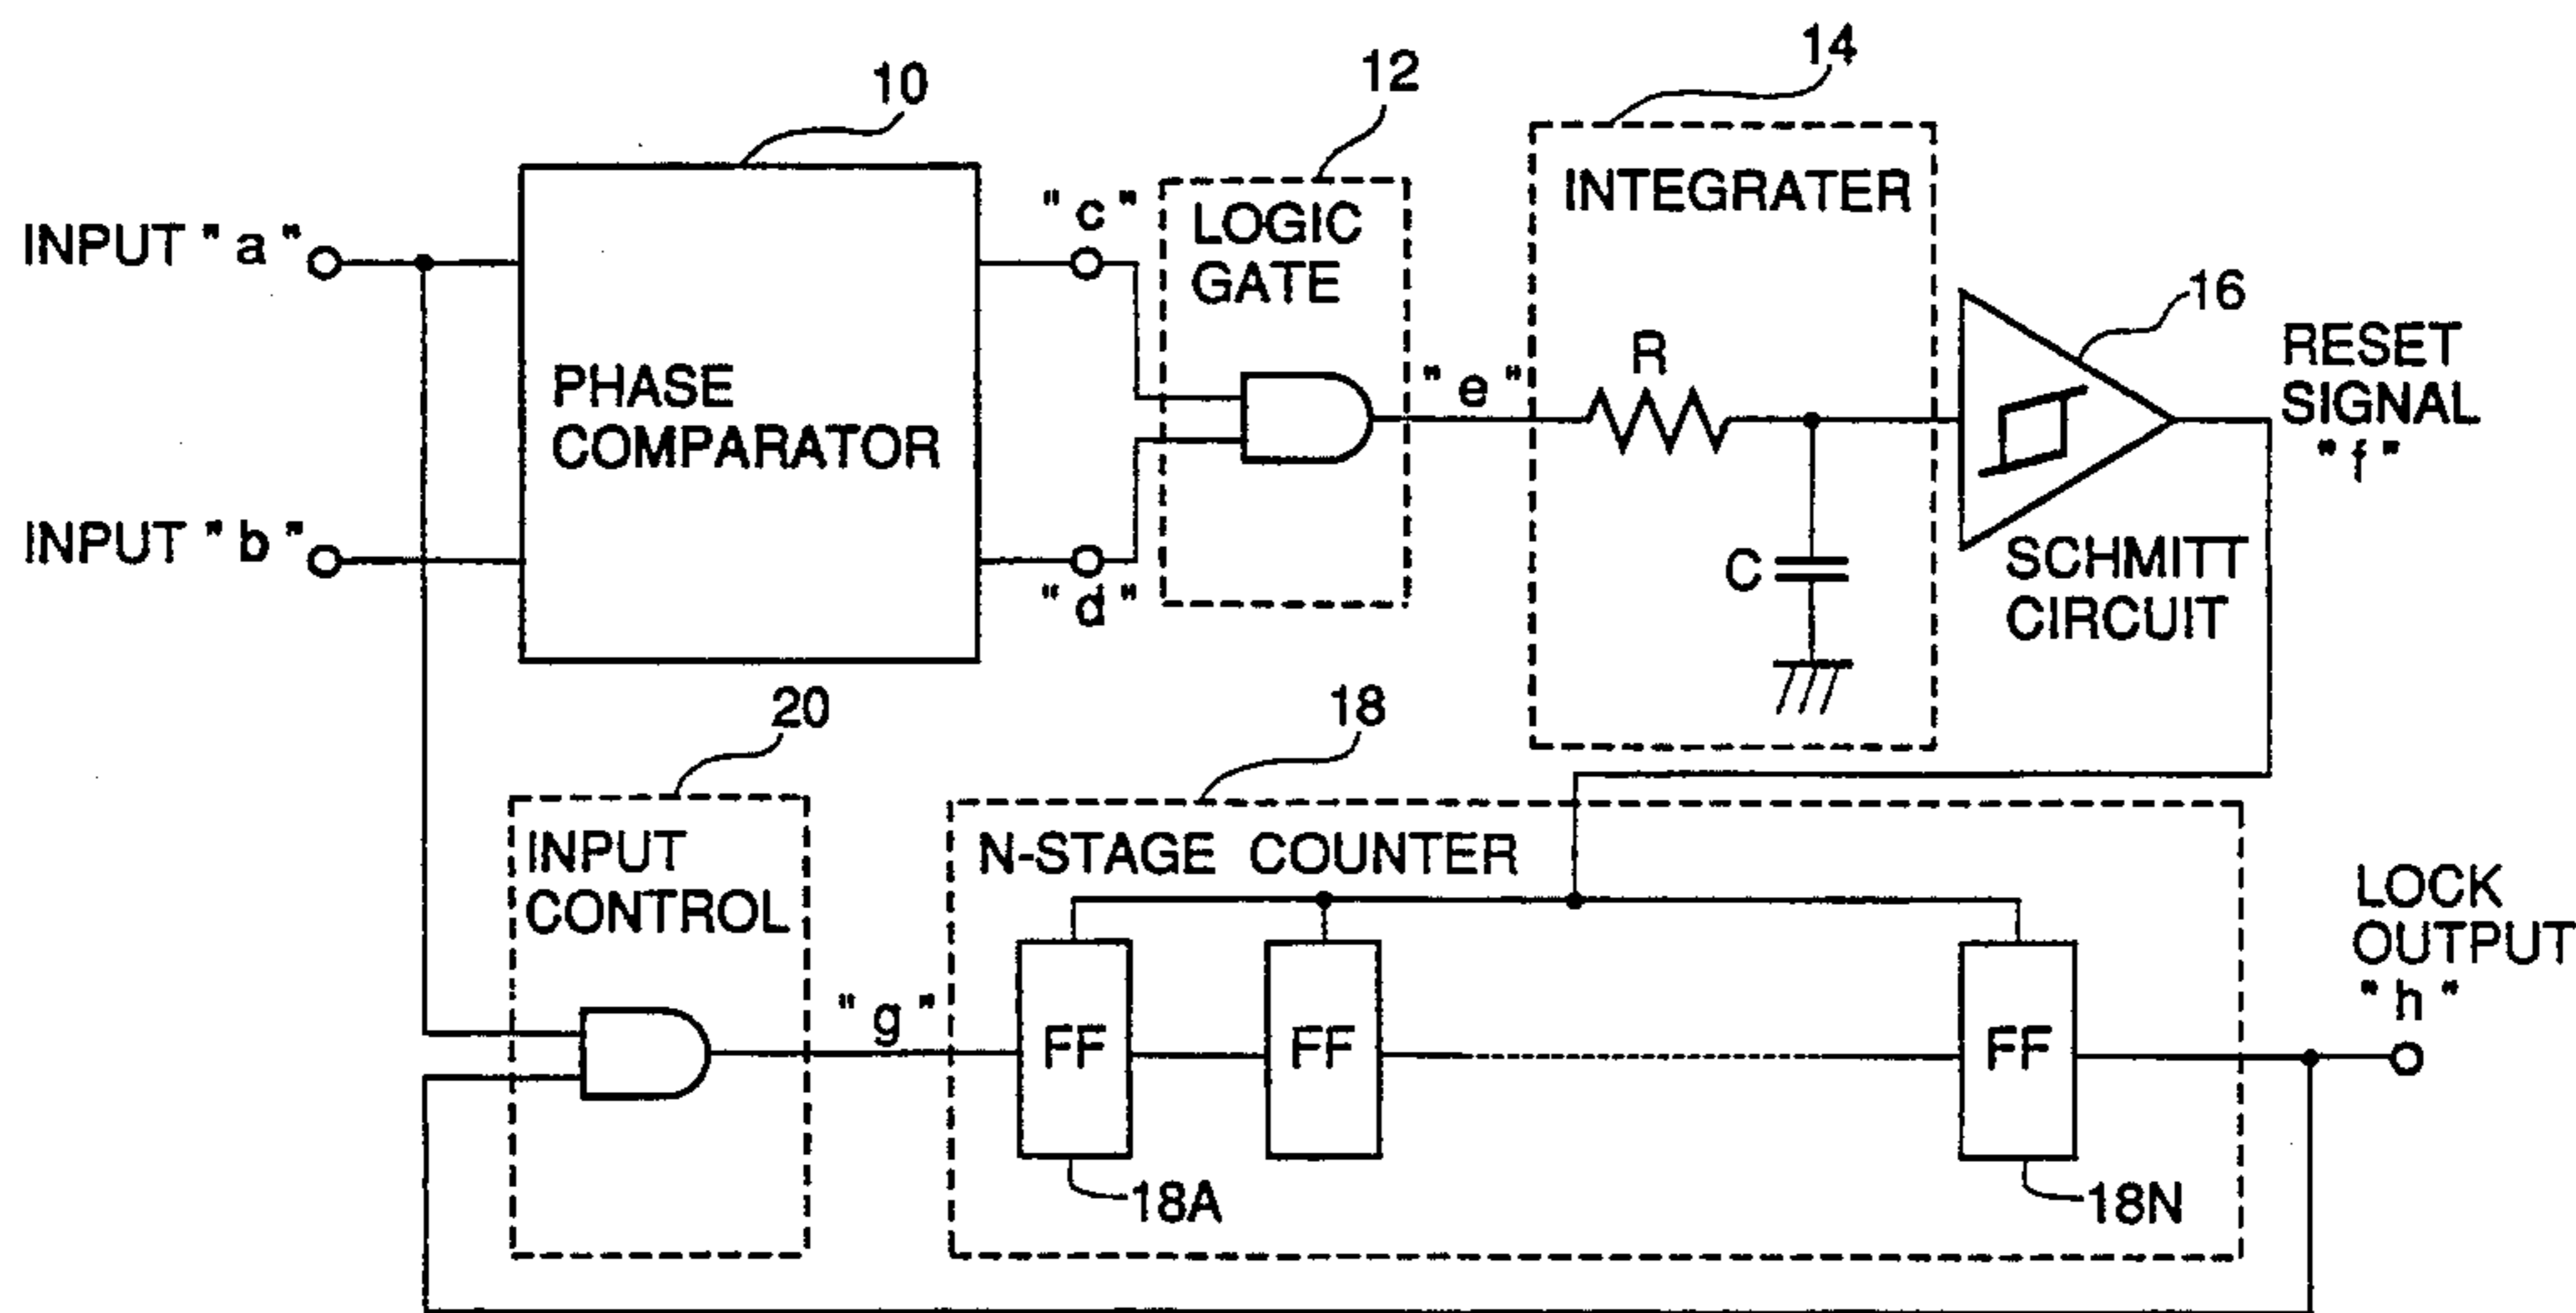 10
12
14
INPUT "a"
"c"
LOGIC
GATE
INTEGRATER
16
PHASE
COMPARATOR
"e"
R
RESET
SIGNAL
"f"
INPUT "b"
"d"
C
SCHMITT
CIRCUIT
20
18
INPUT
CONTROL
N-STAGE COUNTER
LOCK
OUTPUT
"h"
"g"
FF
FF
FF
18A
18N